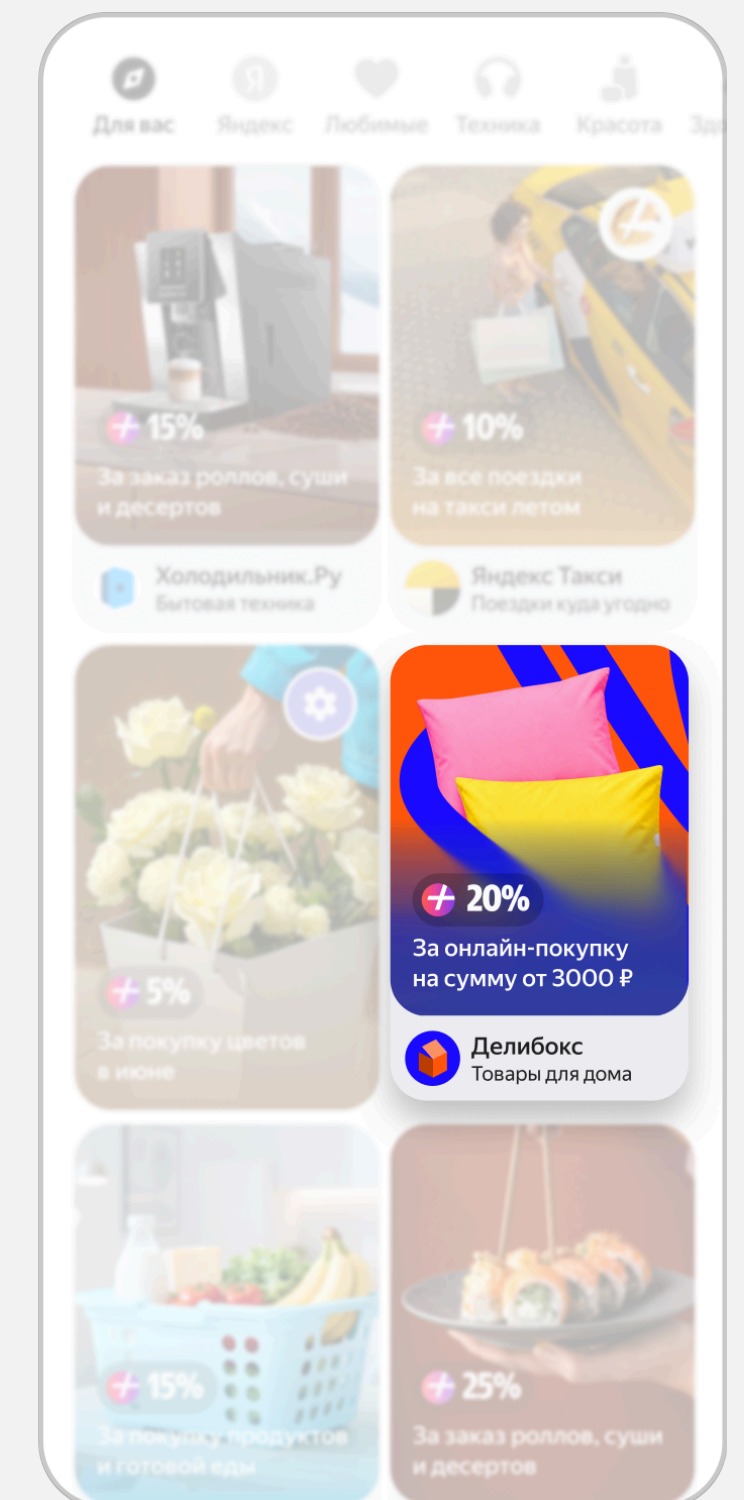 Для вас
Яндекс
Любимые
Техника
Красота
Здо
15%
За заказ роллов, суши
и десертов
Холодильник.Ру
Бытовая техника
10%
За все поездки
на такси летом
Яндекс Такси
Поездки куда угодно
5%
За покупку цветов
в июне
20%
За онлайн-покупку
на сумму от 3000 ₽
Делибокс
Товары для дома
15%
За покупку продуктов
и готовой еды
25%
За заказ роллов, суши
и десертов